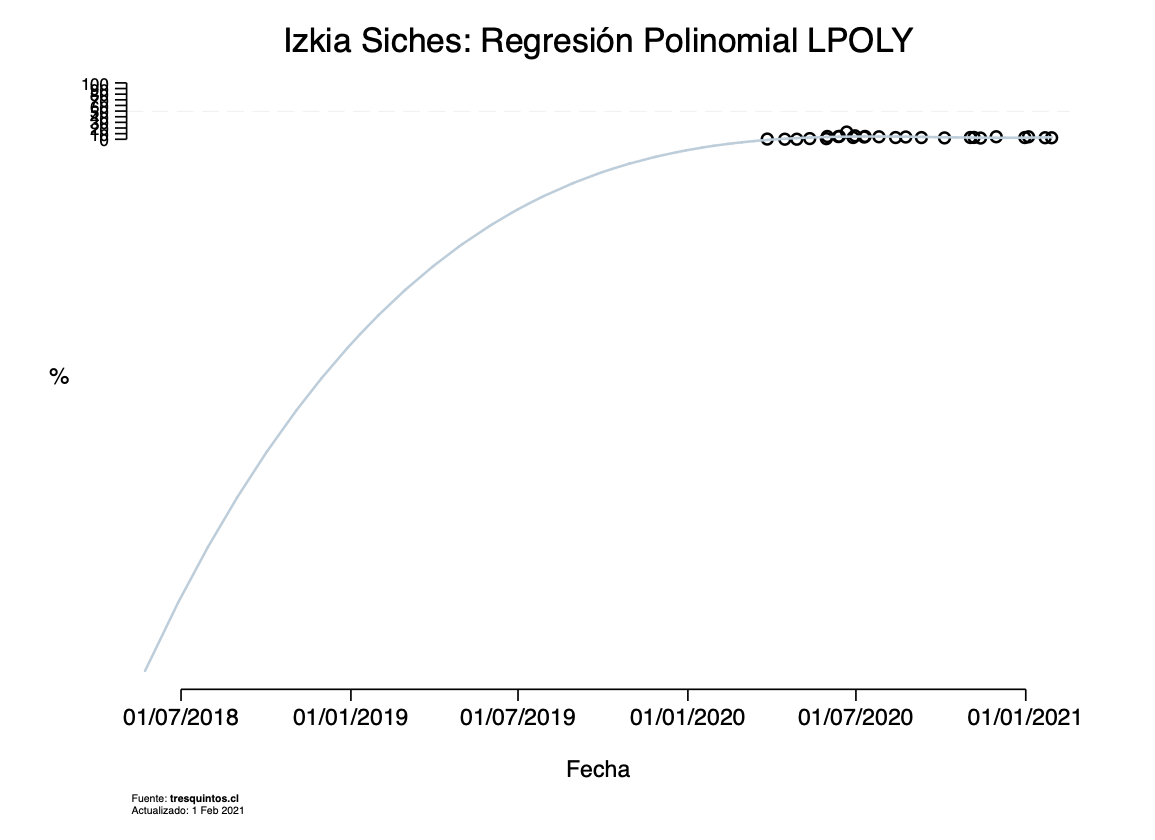 Izkia Siches: Regresión Polinomial LPOLY
100
0
%
01/07/2018 01/01/2019 01/07/2019 01/01/2020 01/07/2020 01/01/2021
Fecha
Fuente: tresquintos.cl
Actualizado: 1 Feb 2021